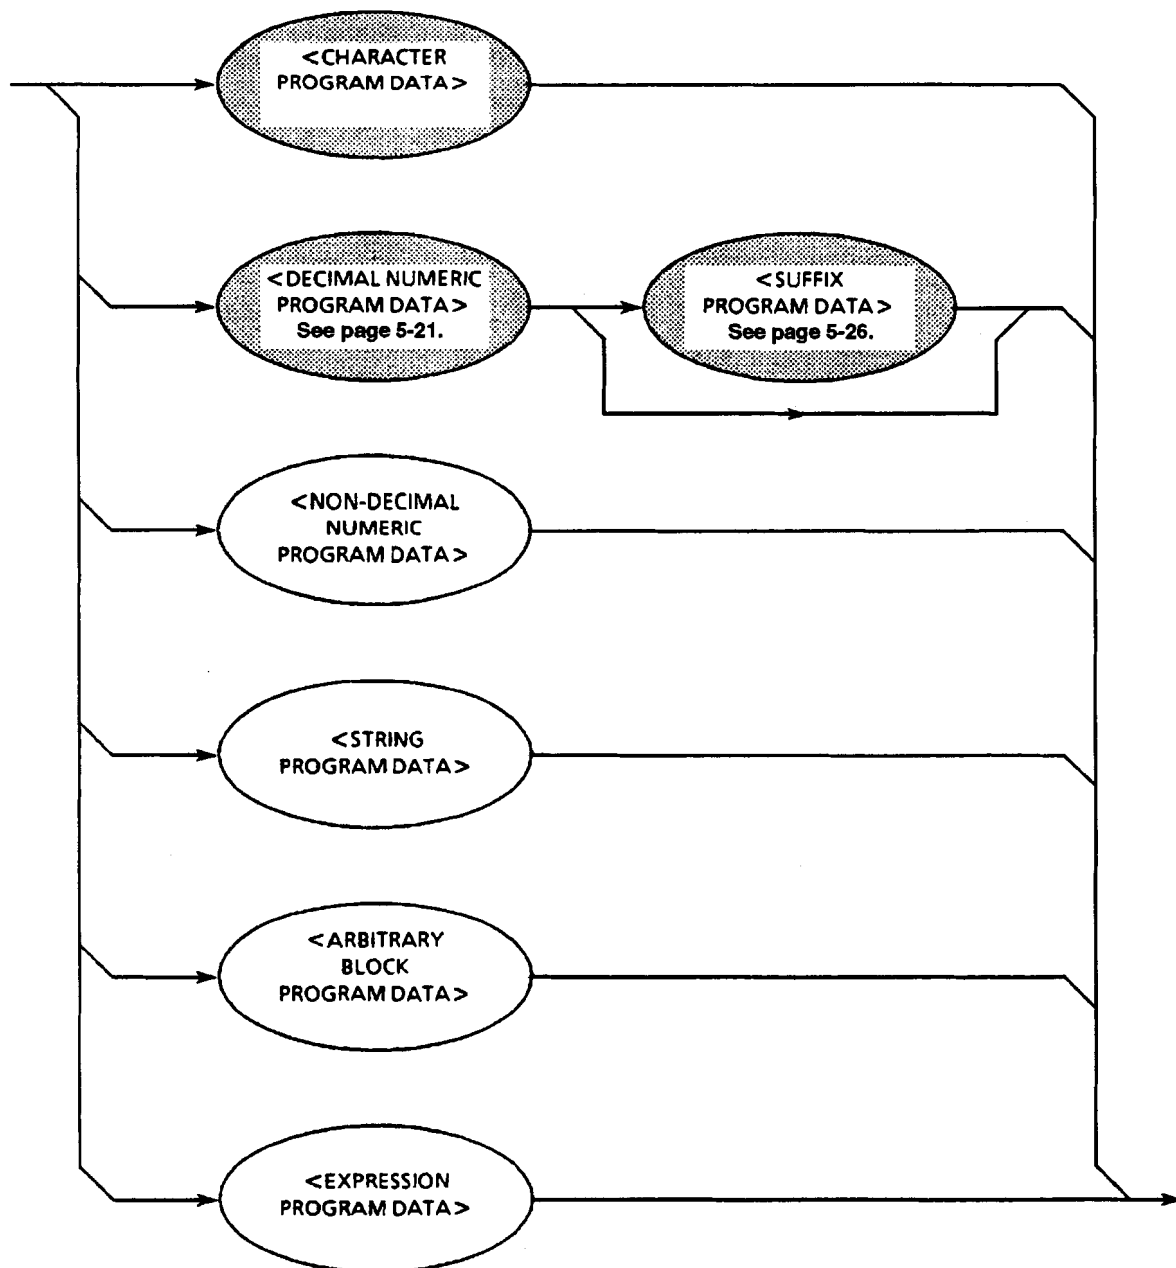 <CHARACTER
PROGRAM DATA>
<DECIMAL NUMERIC
PROGRAM DATA>
See page 5-21.
<SUFFIX
PROGRAM DATA>
See page 5-26.
<NON-DECIMAL
NUMERIC
PROGRAM DATA>
<STRING
PROGRAM DATA>
<ARBITRARY
BLOCK
PROGRAM DATA>
<EXPRESSION
PROGRAM DATA>